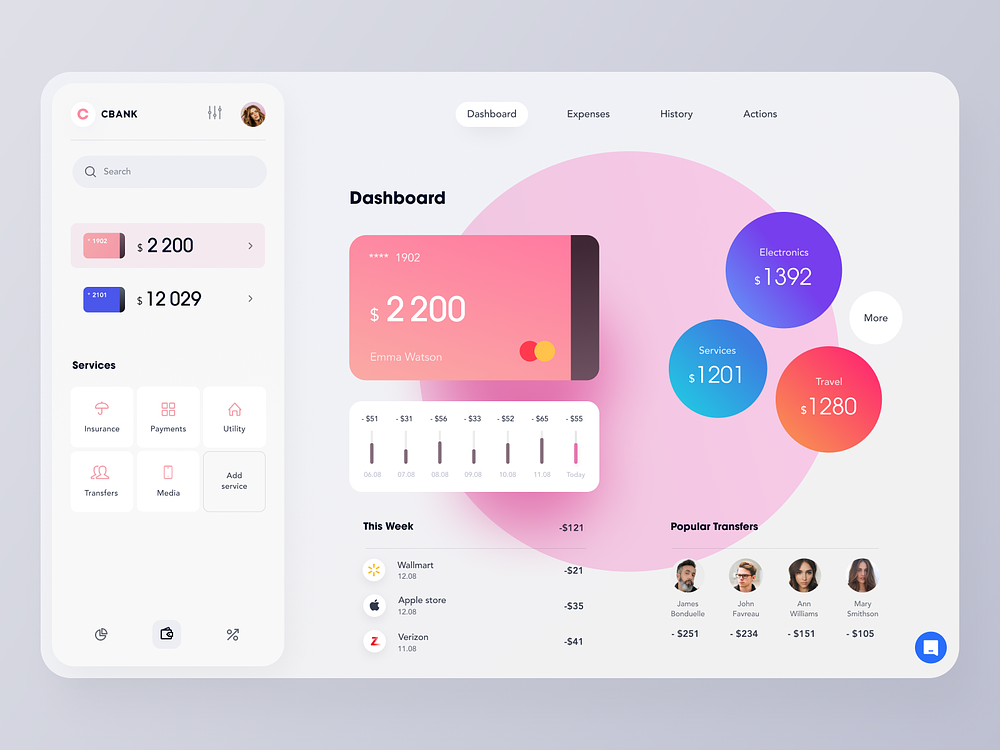 CBANK
Search
* 1902
$ 2 200
* 2101
$ 12 029
Services
Insurance
Payments
Utility
Transfers
Media
Add
service
Dashboard
Expenses
History
Actions
Dashboard
**** 1902
$ 2 200
Emma Watson
- $51
- $31
- $56
- $33
- $52
- $65
- $55
06.08
07.08
08.08
09.08
10.08
11.08
Today
Electronics
$ 1392
Services
$ 1201
Travel
$ 1280
More
This Week
-$121
Wallmart
12.08
-$21
Apple store
12.08
-$35
Verizon
11.08
-$41
Popular Transfers
James
Bonduelle
- $251
John
Favreau
- $234
Ann
Williams
- $151
Mary
Smithson
- $105